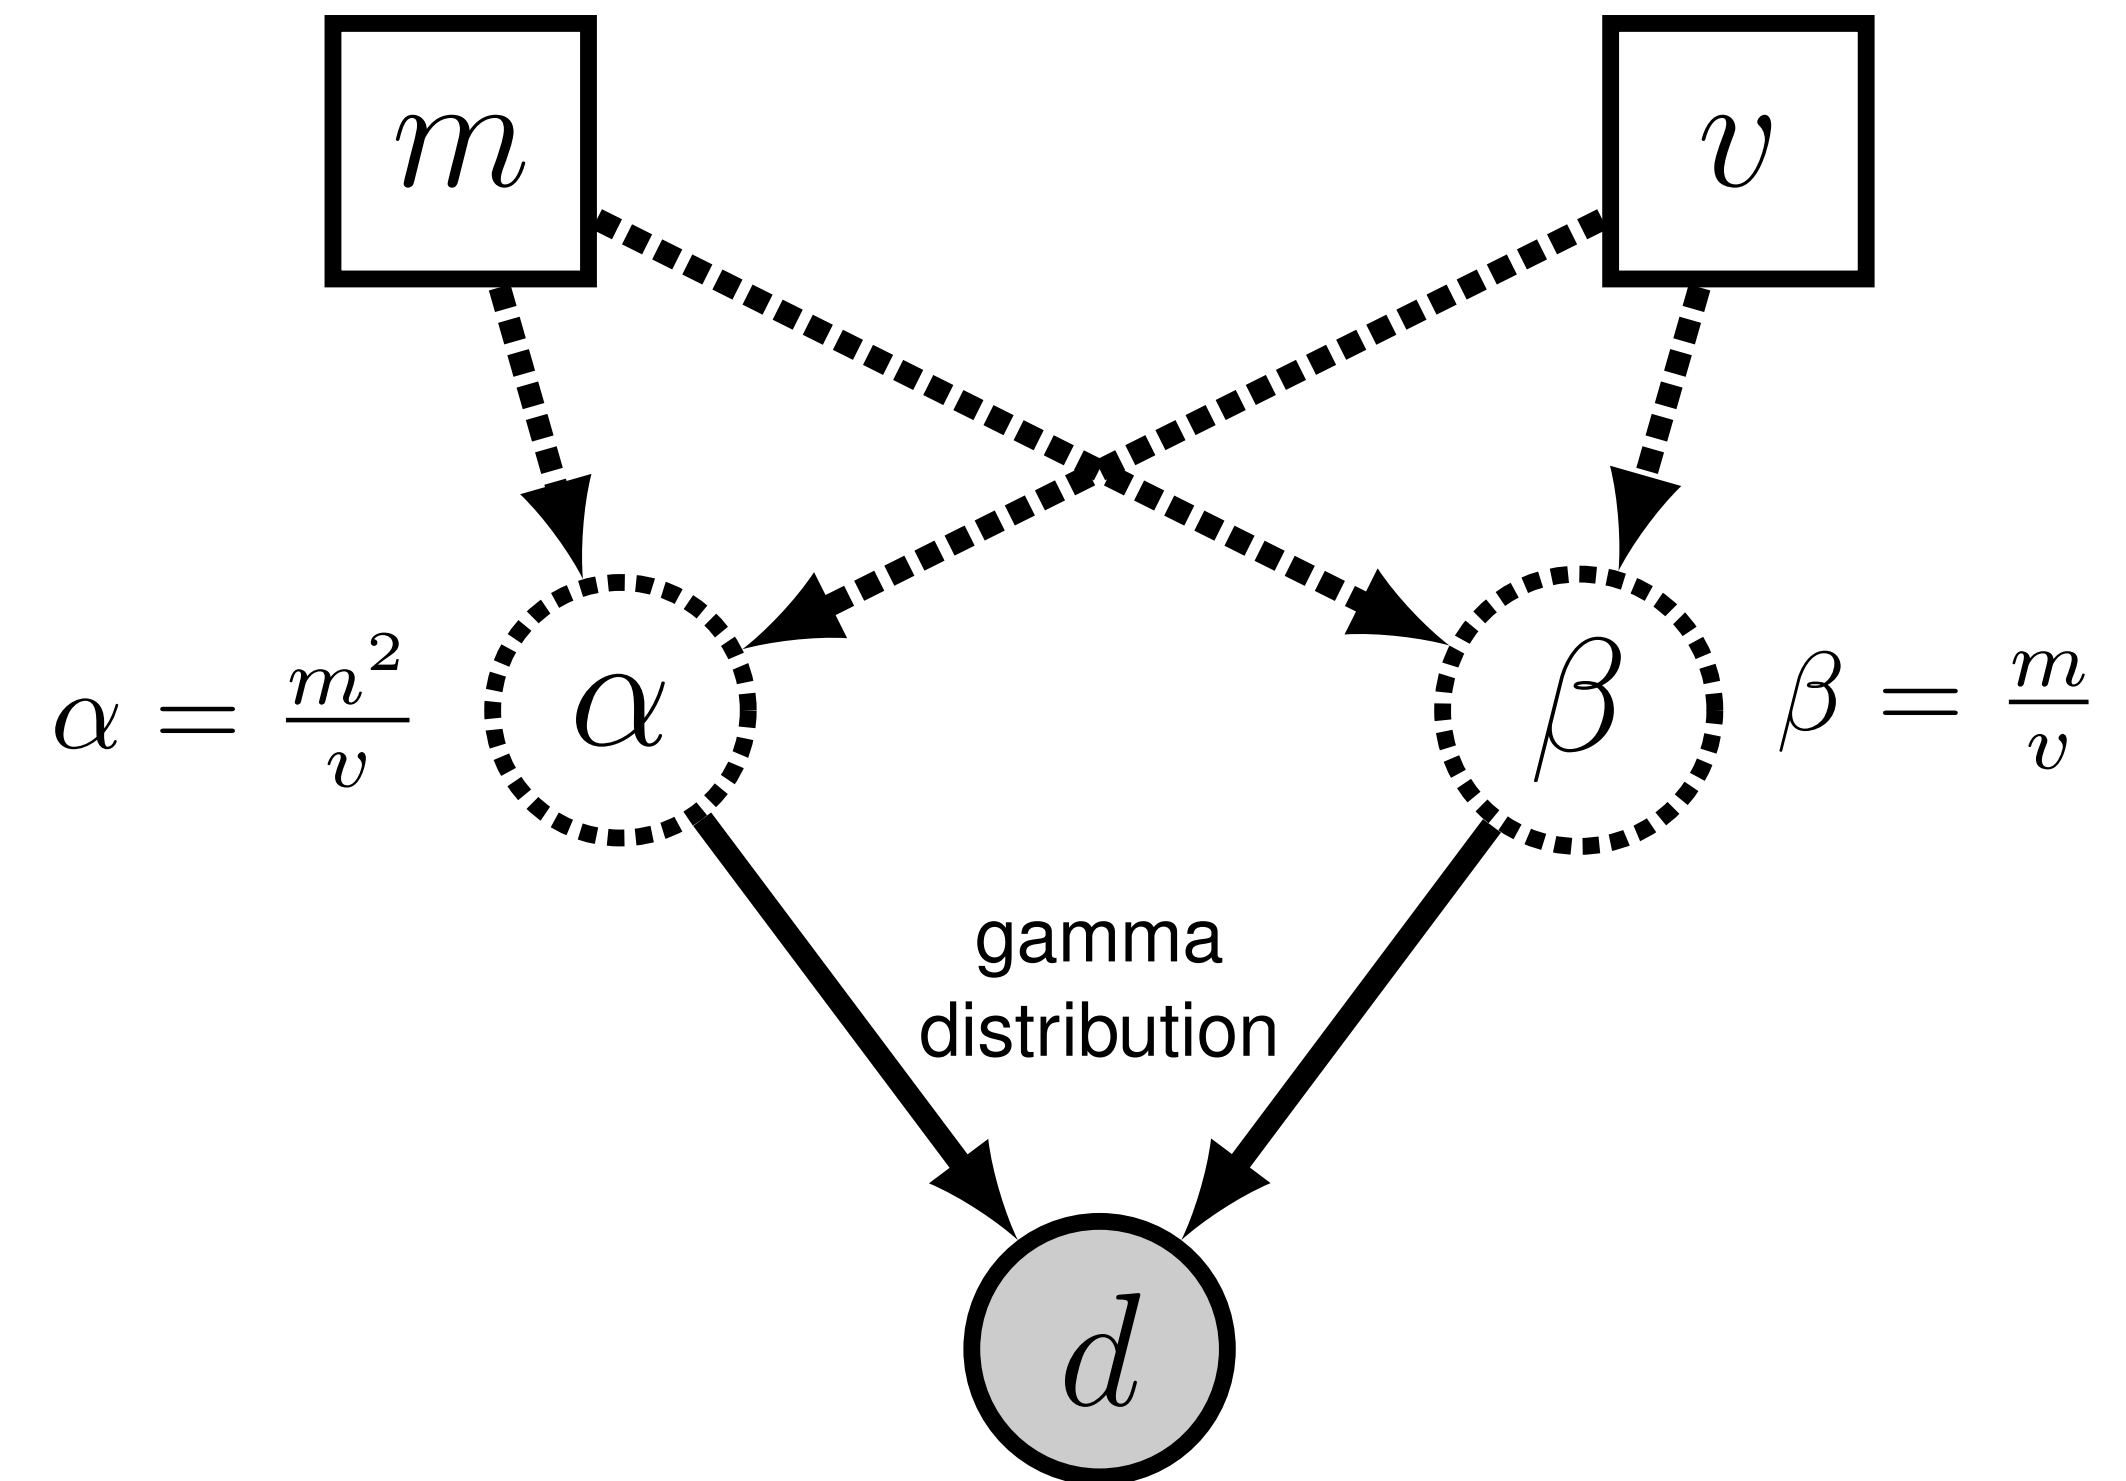 m
v
α = m²/v
α
β
β = m/v
gamma
distribution
d